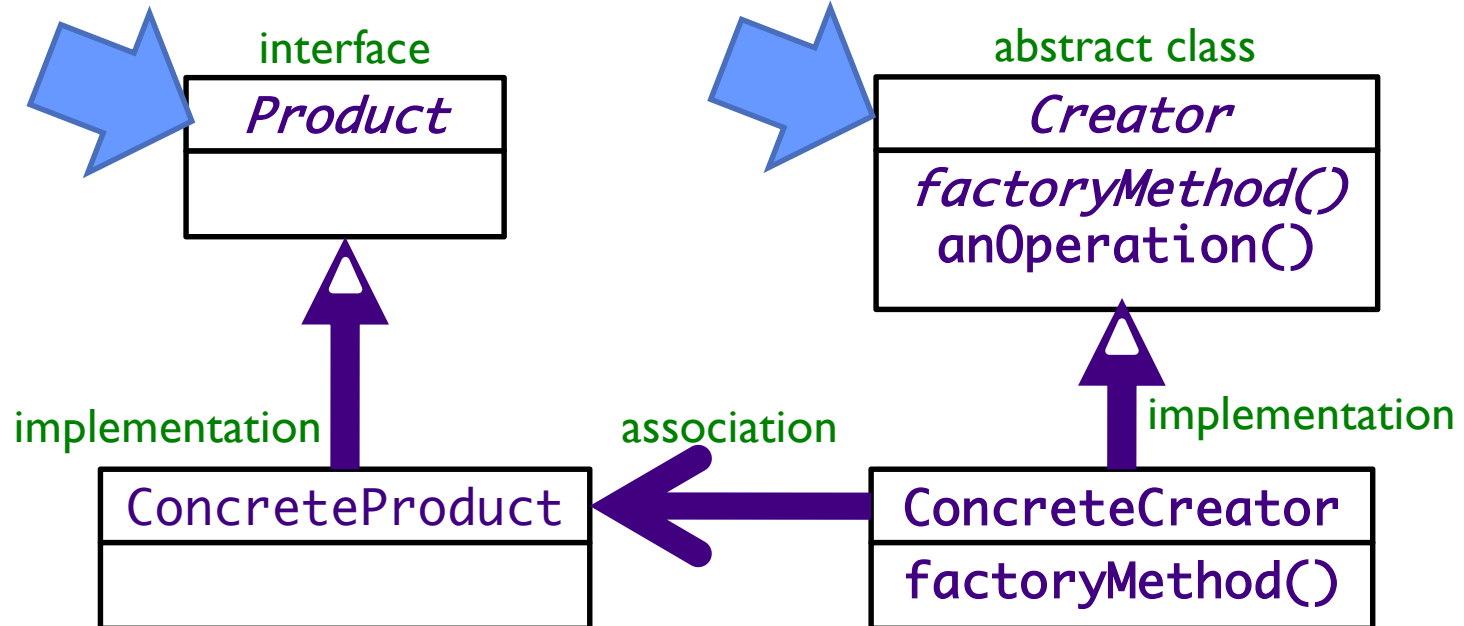 interface
Product
abstract class
Creator
factoryMethod()
anOperation()
implementation
association
implementation
ConcreteProduct
ConcreteCreator
factoryMethod()